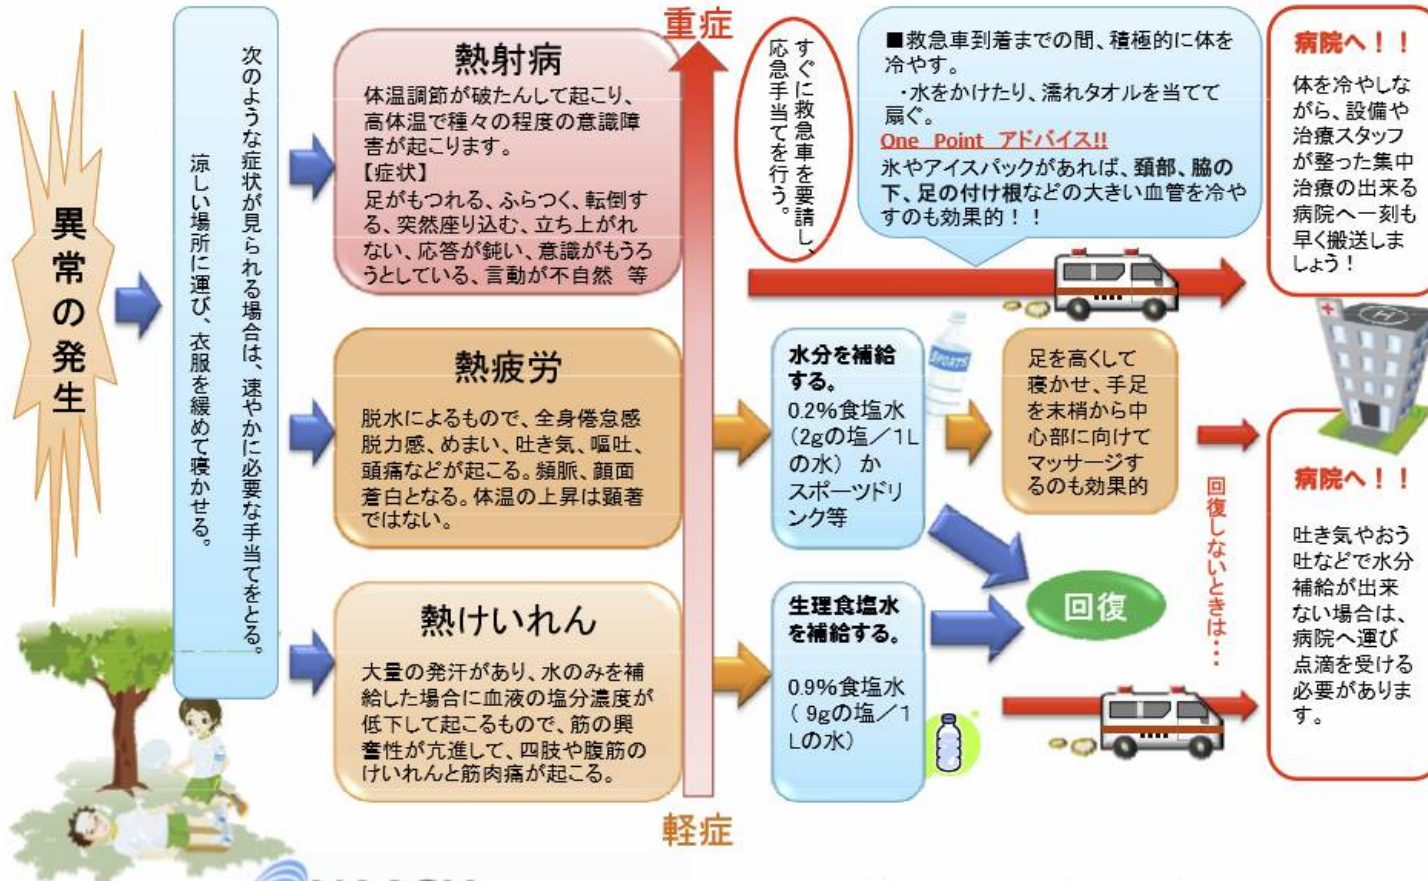 異常の発生
次のような症状が見られる場合は、速やかに必要な手当てをとる。
涼しい場所に運び、衣服を緩めて寝かせる。
重症
熱射病
体温調節が破たんして起こり、
高体温で種々の程度の意識障
害が起こります。
【症状】
足がもつれる、ふらつく、転倒す
る、突然座り込む、立ち上がれ
ない、応答が鈍い、意識がもうろ
うとしている、言動が不自然 等
すぐに救急車を要請し、
応急手当てを行う。
■救急車到着までの間、積極的に体を
冷やす。
・水をかけたり、濡れタオルを当てて
扇ぐ。
One Point アドバイス!!
氷やアイスパックがあれば、頚部、脇の
下、足の付け根などの大きい血管を冷や
すのも効果的！！
病院へ！！
体を冷やしな
がら、設備や
治療スタッフ
が整った集中
治療の出来る
病院へ一刻も
早く搬送しま
しょう！
H
熱疲労
脱水によるもので、全身倦怠感
脱力感、めまい、吐き気、嘔吐、
頭痛などが起こる。頻脈、顔面
蒼白となる。体温の上昇は顕著
ではない。
水分を補給
する。
0.2%食塩水
（2gの塩／1L
の水） か
スポーツドリ
ンク等
SPORTS
足を高くして
寝かせ、手足
を末梢から中
心部に向けて
マッサージす
るのも効果的
回復しないときは・・・
病院へ！！
吐き気やおう
吐などで水分
補給が出来
ない場合は、
病院へ運び
点滴を受ける
必要がありま
す。
熱けいれん
大量の発汗があり、水のみを補
給した場合に血液の塩分濃度が
低下して起こるもので、筋の興
奮性が亢進して、四肢や腹筋の
けいれんと筋肉痛が起こる。
生理食塩水
を補給する。
0.9%食塩水
（ 9gの塩／1
Lの水）
回復
軽症